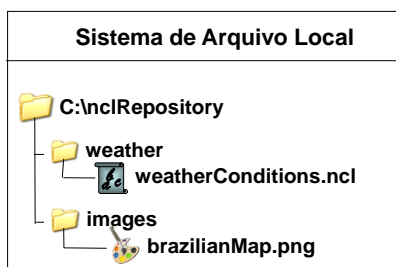 Sistema de Arquivo Local
C:\nclRepository
weather
weatherConditions.ncl
images
brazilianMap.png